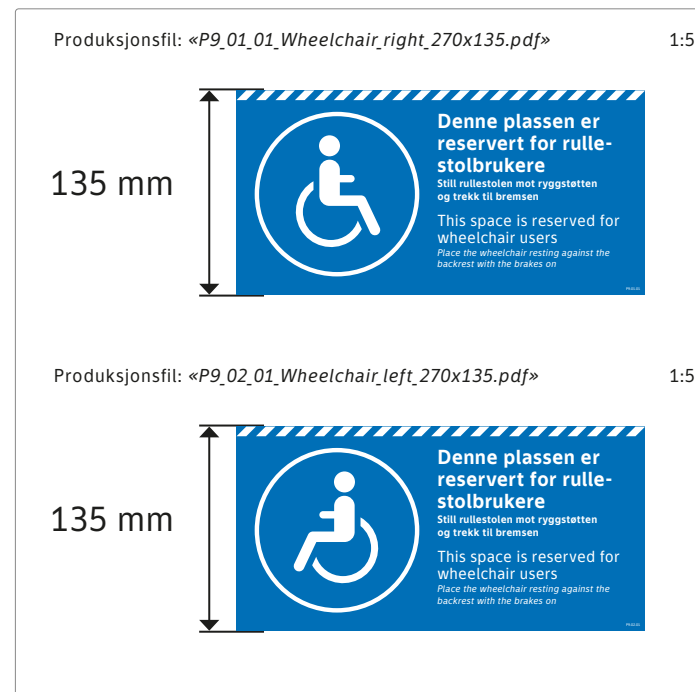 Produksjonsfil: «P9_01_01_Wheelchair_right_270x135.pdf» 1:5
135 mm
Denne plassen er
reservert for rulle-
stolbrukere
Still rullestolen mot ryggstøtten
og trekk til bremsen
This space is reserved for
wheelchair users
Place the wheelchair resting against the
backrest with the brakes on
Produksjonsfil: «P9_02_01_Wheelchair_left_270x135.pdf» 1:5
135 mm
Denne plassen er
reservert for rulle-
stolbrukere
Still rullestolen mot ryggstøtten
og trekk til bremsen
This space is reserved for
wheelchair users
Place the wheelchair resting against the
backrest with the brakes on